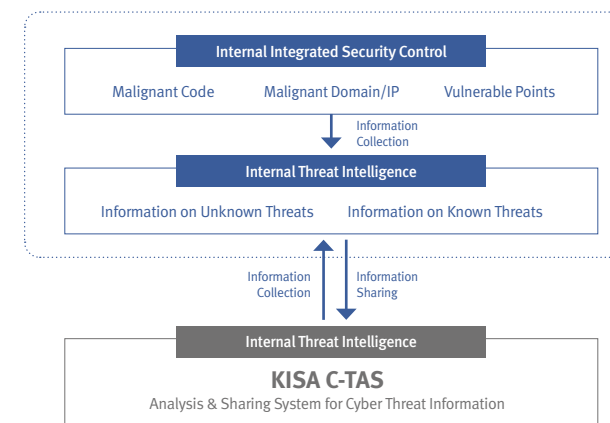 Internal Integrated Security Control
Malignant Code Malignant Domain/IP Vulnerable Points
Information
Collection
Internal Threat Intelligence
Information on Unknown Threats Information on Known Threats
Information
Collection
Information
Sharing
Internal Threat Intelligence
KISA C-TAS
Analysis & Sharing System for Cyber Threat Information